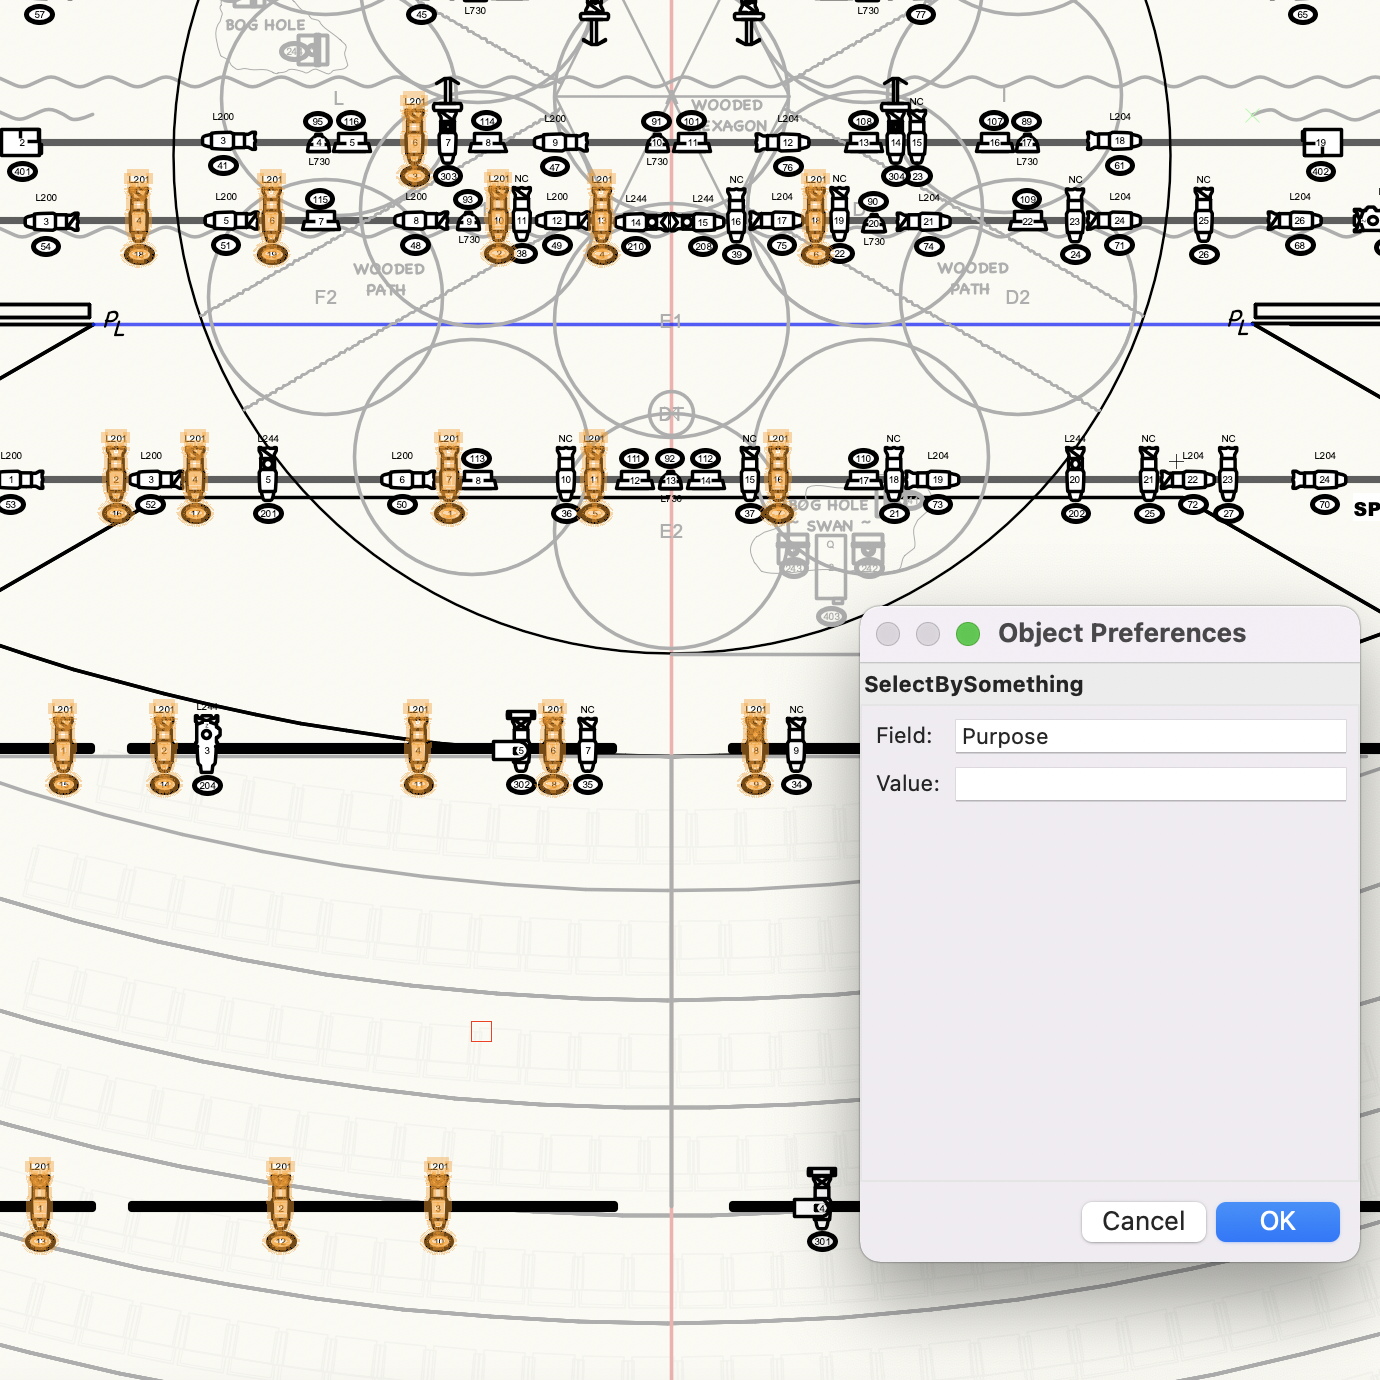 57
45
L730
L730
77
65
BOG HOLE
L
I
WOODED
HEXAGON
2
401
L200
3
41
95
4
L730
116
5
L201
6
3
7
303
114
8
L200
9
47
91
10
L730
101
11
L204
12
76
108
13
14
304
NC
15
23
107
16
89
17
L730
L204
18
61
19
402
L200
3
54
L201
4
18
L200
5
51
L201
6
19
115
7
L200
8
48
93
9
L730
L201
10
2
NC
11
38
L200
12
49
L201
13
4
L244
14
210
L244
15
208
NC
16
39
L204
17
75
L201
18
6
NC
19
22
90
20
L730
L204
21
74
109
22
NC
23
24
L204
24
71
NC
25
26
L204
26
68
WOODED
PATH
F2
WOODED
PATH
D2
PL
E1
PL
DT
L200
1
53
L201
2
16
L200
3
52
L201
4
17
L244
5
201
L200
6
50
L201
7
1
113
8
NC
10
36
L201
11
5
111
12
92
13
L730
112
14
NC
15
37
L201
16
7
110
17
NC
18
21
L204
19
73
L244
20
202
NC
21
25
L204
22
72
NC
23
27
L204
24
70
SP
E2
BOG HOLE
~ SWAN ~
243
242
403
L201
1
15
L201
2
14
L244
3
204
L201
4
11
5
302
L201
6
8
NC
7
35
L201
8
9
NC
9
34
L201
1
13
L201
2
12
L201
3
10
4
301
Object Preferences
SelectBySomething
Field: Purpose
Value:
Cancel OK